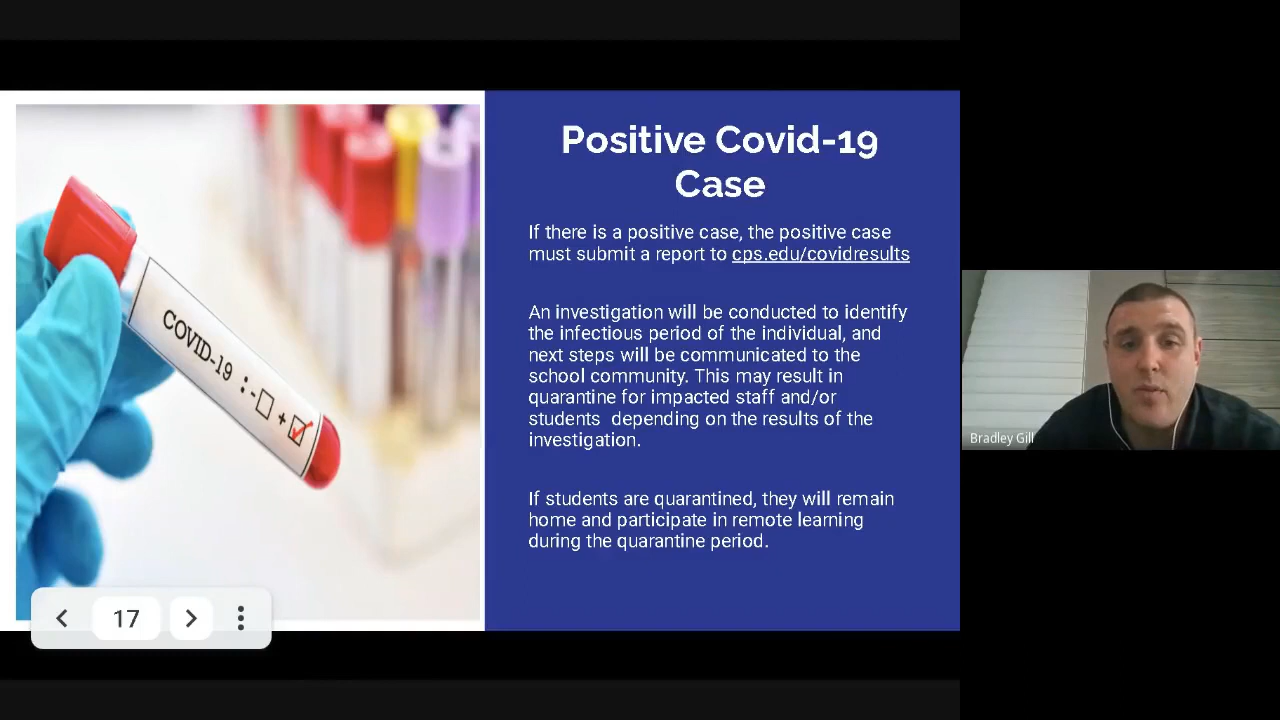 Positive Covid-19
Case
If there is a positive case, the positive case
must submit a report to cps.edu/covidresults
An investigation will be conducted to identify
the infectious period of the individual, and
next steps will be communicated to the
school community. This may result in
quarantine for impacted staff and/or
students  depending on the results of the
investigation.
If students are quarantined, they will remain
home and participate in remote learning
during the quarantine period.
COVID-19 : - +
17
Bradley Gill